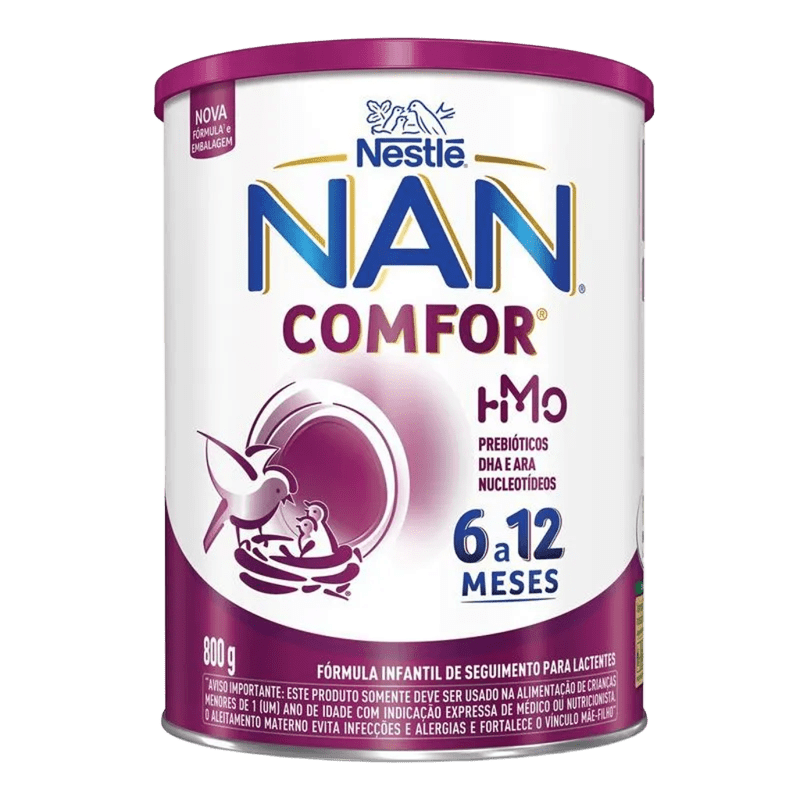 NOVA
FÓRMULA¹ e
EMBALAGEM
Nestlé®
NAN®
COMFOR®
HMO
PREBIÓTICOS
DHA E ARA
NUCLEOTÍDEOS
6 a 12
MESES
800 g
FÓRMULA INFANTIL DE SEGUIMENTO PARA LACTENTES
"AVISO IMPORTANTE: ESTE PRODUTO SOMENTE DEVE SER USADO NA ALIMENTAÇÃO DE CRIANÇAS
MENORES DE 1 (UM) ANO DE IDADE COM INDICAÇÃO EXPRESSA DE MÉDICO OU NUTRICIONISTA.
O ALEITAMENTO MATERNO EVITA INFECÇÕES E ALERGIAS E FORTALECE O VÍNCULO MÃE-FILHO"